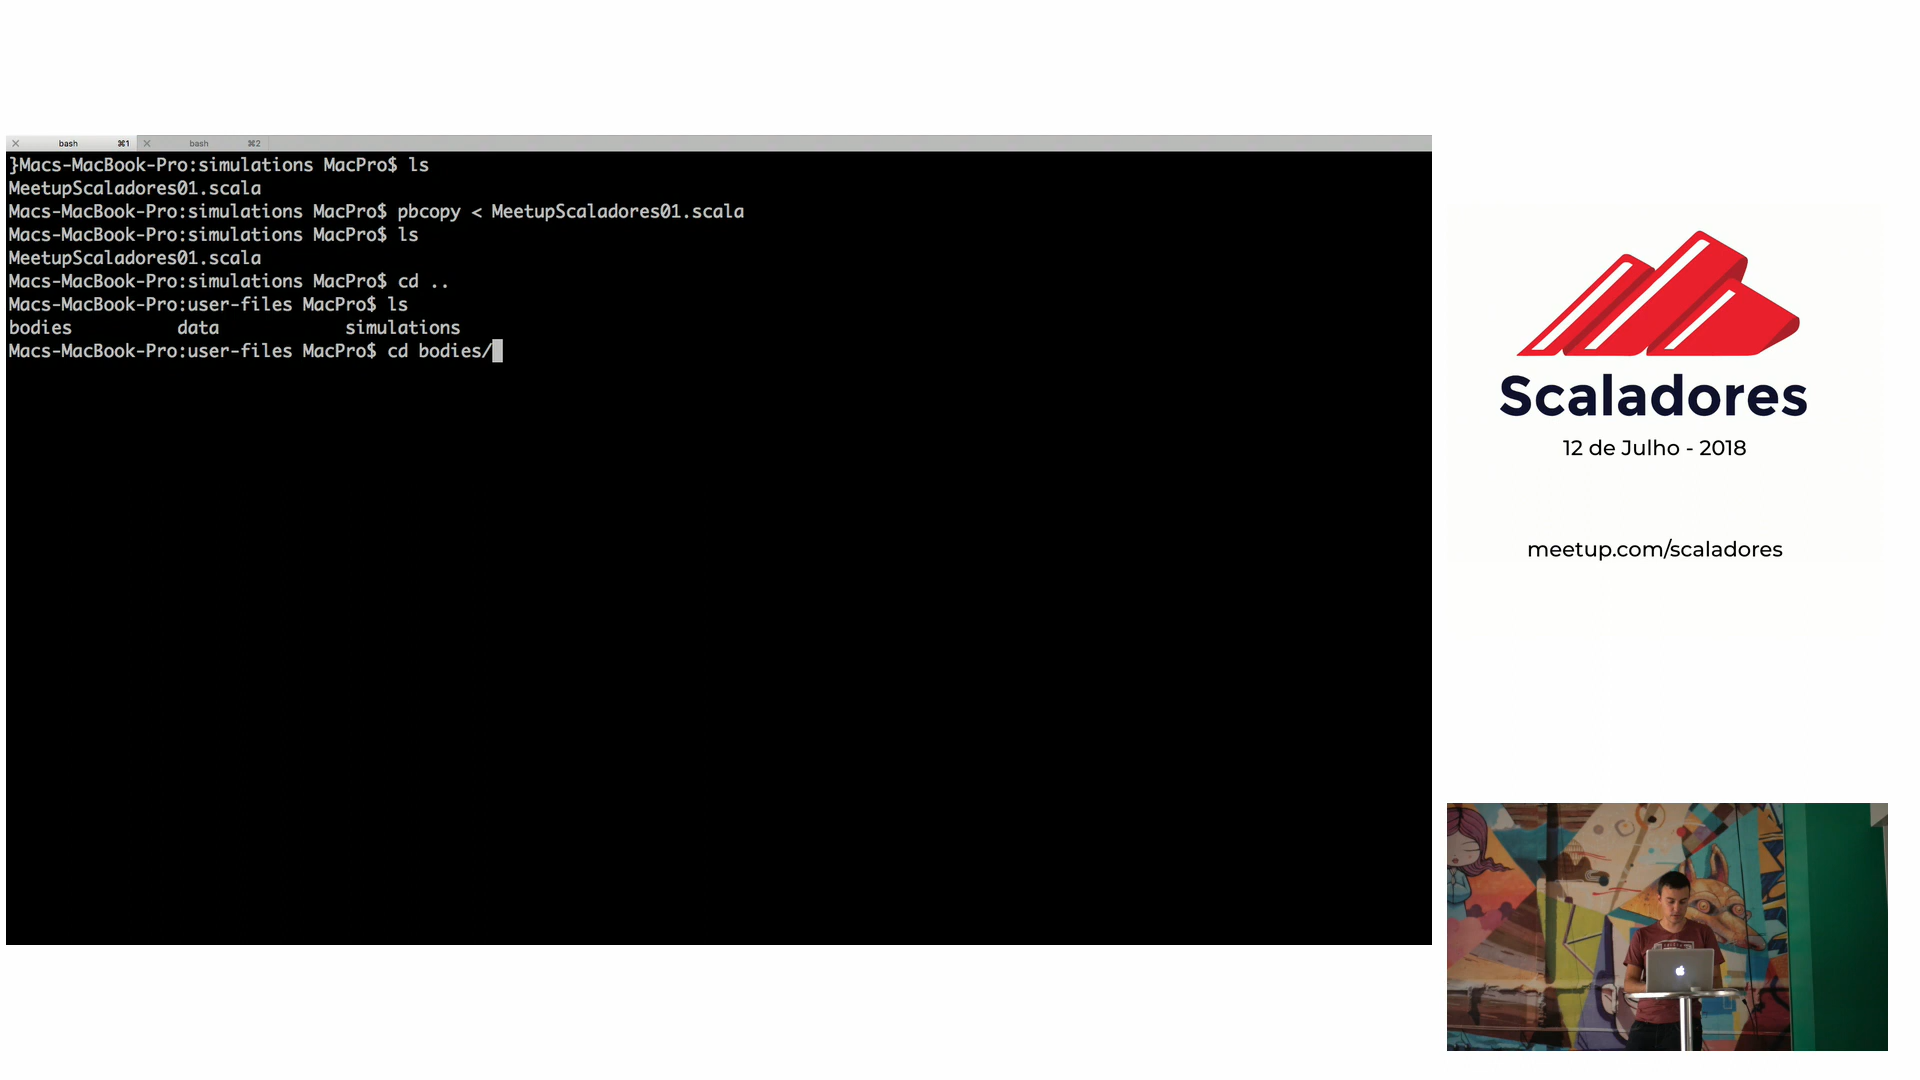 bash ⌘1 bash ⌘2
}Macs-MacBook-Pro:simulations MacPro$ ls
MeetupScaladores01.scala
Macs-MacBook-Pro:simulations MacPro$ pbcopy < MeetupScaladores01.scala
Macs-MacBook-Pro:simulations MacPro$ ls
MeetupScaladores01.scala
Macs-MacBook-Pro:simulations MacPro$ cd ..
Macs-MacBook-Pro:user-files MacPro$ ls
bodies data simulations
Macs-MacBook-Pro:user-files MacPro$ cd bodies/
Scaladores
12 de Julho - 2018
meetup.com/scaladores